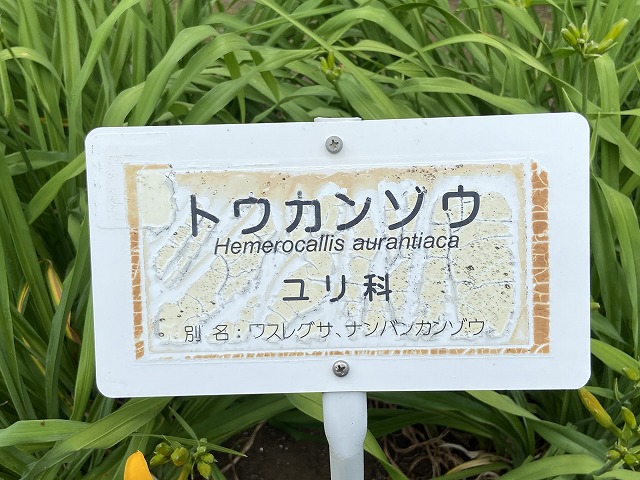 トウカンゾウ
Hemerocallis aurantiaca
ユリ科
別名：ワスレグサ、ナンバンカンゾウ